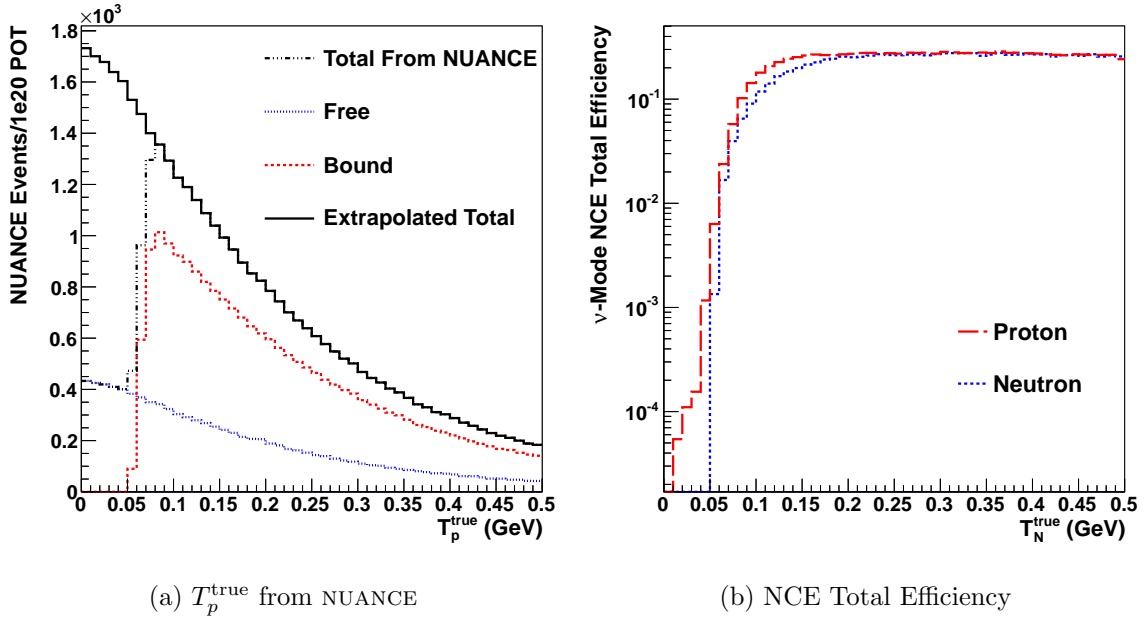 ×10³
1.8
1.6
1.4
1.2
1
0.8
0.6
0.4
0.2
0
NUANCE Events/1e20 POT
Total From NUANCE
Free
Bound
Extrapolated Total
0 0.05 0.1 0.15 0.2 0.25 0.3 0.35 0.4 0.45 0.5
T_p^true (GeV)
(a) T_p^true from NUANCE
ν-Mode NCE Total Efficiency
10⁻¹
10⁻²
10⁻³
10⁻⁴
Proton
Neutron
0 0.05 0.1 0.15 0.2 0.25 0.3 0.35 0.4 0.45 0.5
T_N^true (GeV)
(b) NCE Total Efficiency